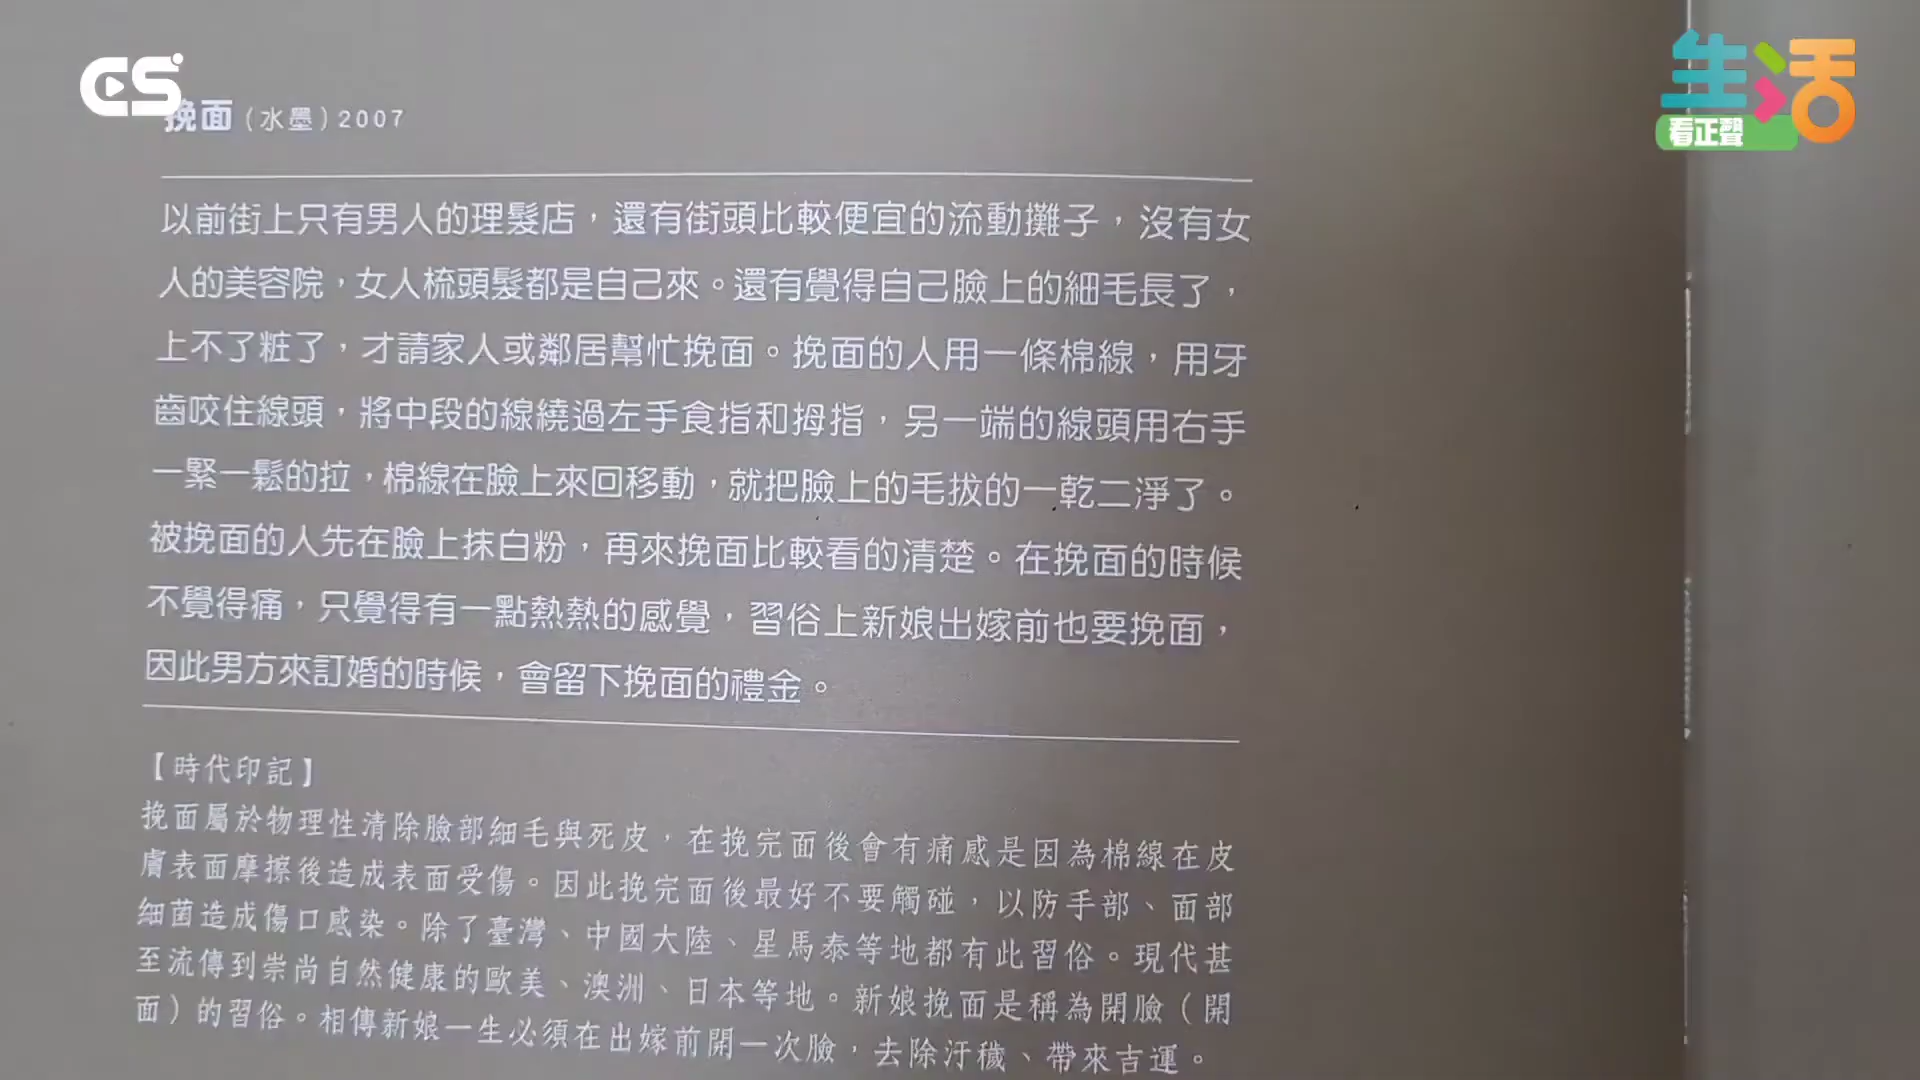 CS
生活
看正聲
挽面(水墨)2007
以前街上只有男人的理髮店，還有街頭比較便宜的流動攤子，沒有女
人的美容院，女人梳頭髮都是自己來。還有覺得自己臉上的細毛長了，
上不了粧了，才請家人或鄰居幫忙挽面。挽面的人用一條棉線，用牙
齒咬住線頭，將中段的線繞過左手食指和拇指，另一端的線頭用右手
一緊一鬆的拉，棉線在臉上來回移動，就把臉上的毛拔的一乾二淨了。
被挽面的人先在臉上抹白粉，再來挽面比較看的清楚。在挽面的時候
不覺得痛，只覺得有一點熱熱的感覺，習俗上新娘出嫁前也要挽面，
因此男方來訂婚的時候，會留下挽面的禮金。
【時代印記】
挽面屬於物理性清除臉部細毛與死皮，在挽完面後會有痛感是因為棉線在皮
膚表面摩擦後造成表面受傷。因此挽完面後最好不要觸碰，以防手部、面部
細菌造成傷口感染。除了臺灣、中國大陸、星馬泰等地都有此習俗。現代甚
至流傳到崇尚自然健康的歐美、澳洲、日本等地。新娘挽面是稱為開臉（開
面）的習俗。相傳新娘一生必須在出嫁前開一次臉，去除汙穢、帶來吉運。